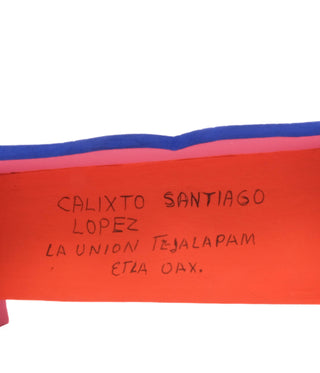 CALIXTO SANTIAGO
LOPEZ
LA UNION TEJALAPAM
ETLA OAX.